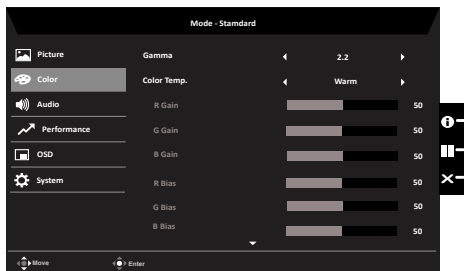 Mode - Standard
Picture
Gamma 2.2
Color
Color Temp. Warm
Audio
R Gain 50
Performance
G Gain 50
OSD
B Gain 50
System
R Bias 50
G Bias 50
B Bias 50
Move Enter